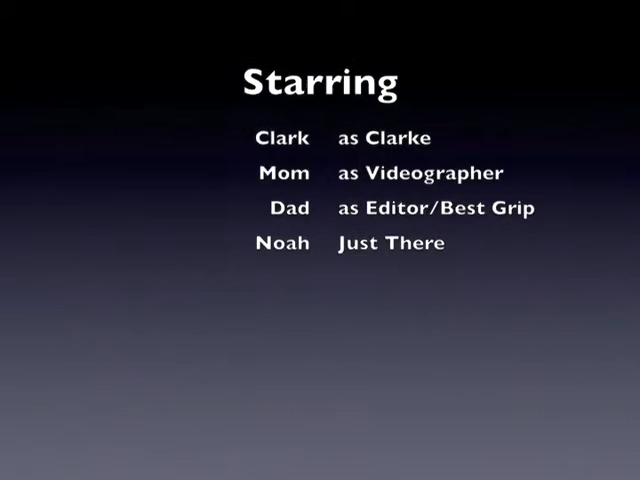 Starring
Clark as Clarke
Mom as Videographer
Dad as Editor/Best Grip
Noah Just There